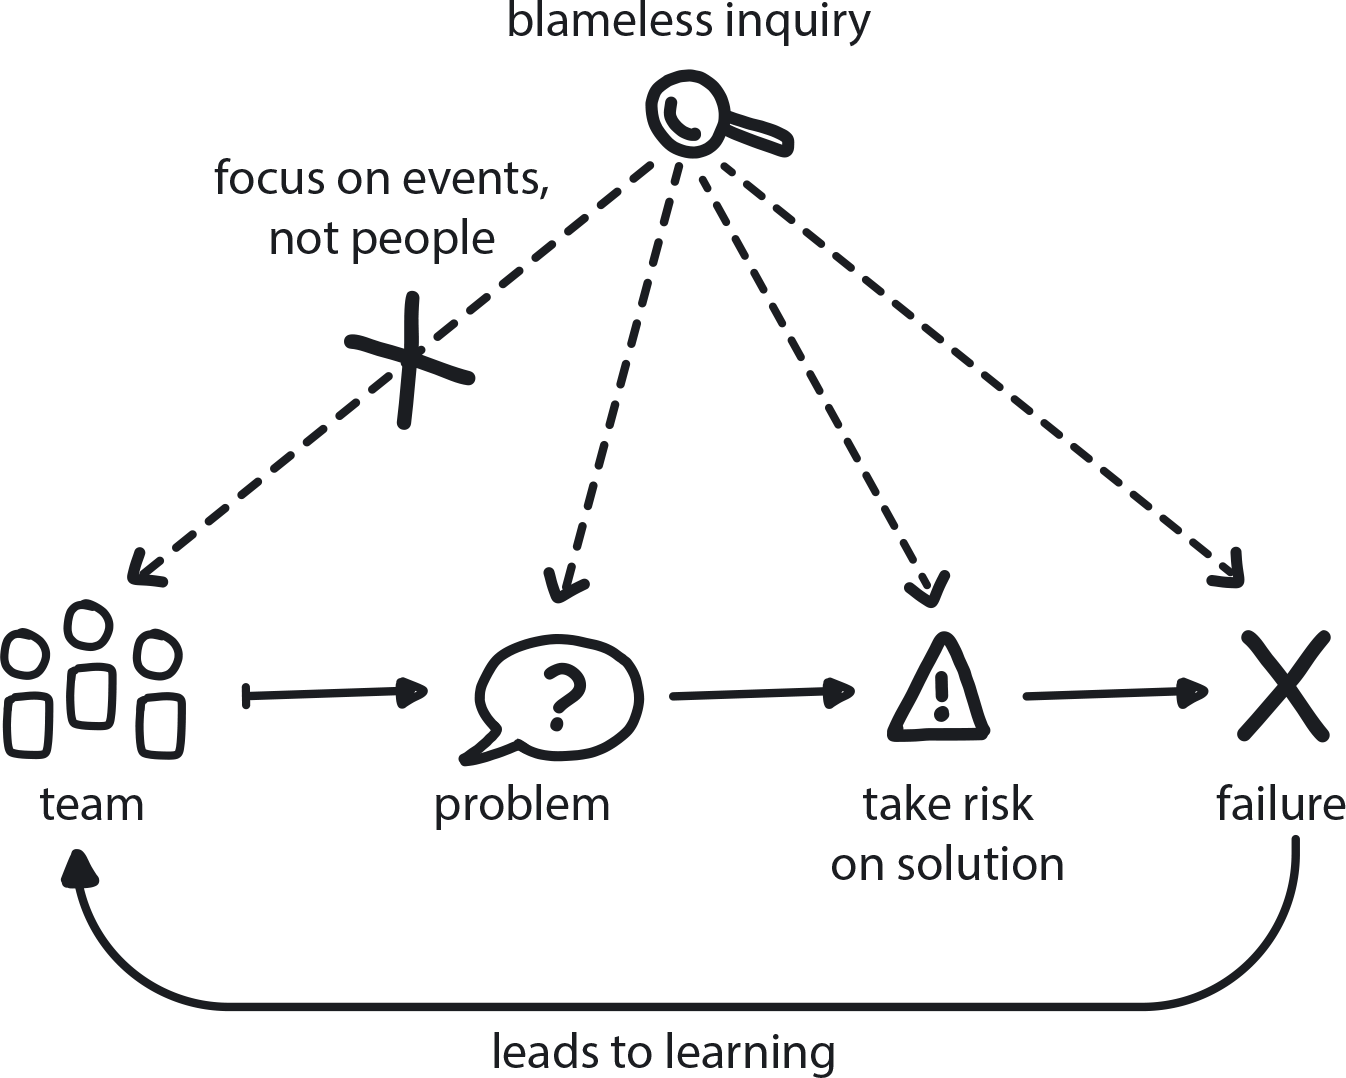 blameless inquiry
focus on events,
not people
team
problem
take risk
on solution
failure
leads to learning